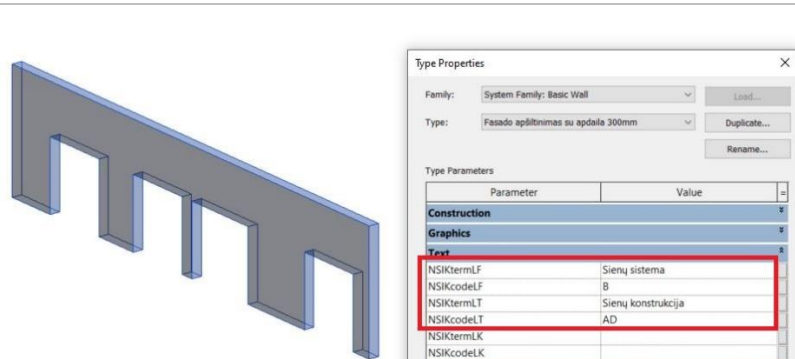 Type Properties
Family: System Family: Basic Wall Load...
Type: Fasado apšiltinimas su apdaila 300mm Duplicate...
Rename...
Type Parameters
Parameter Value =
Construction
Graphics
Text
NSIKtermLF Sienų sistema
NSIKcodeLF B
NSIKtermLT Sienų konstrukcija
NSIKcodeLT AD
NSIKtermLK
NSIKcodeLK